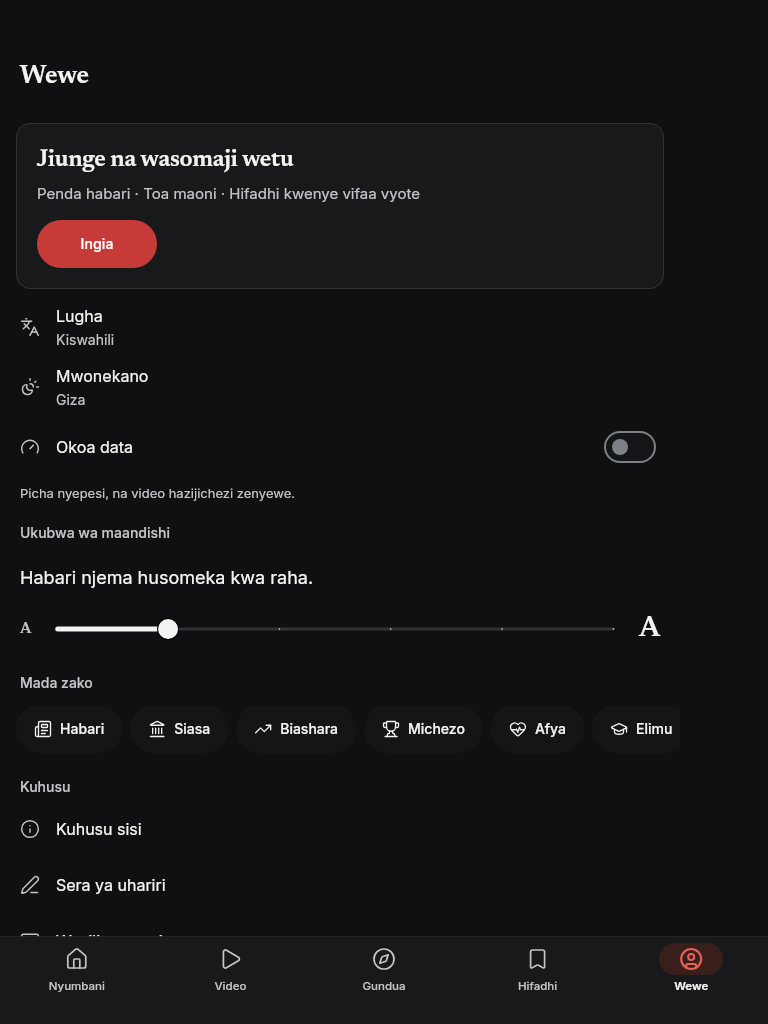 Wewe
Jiunge na wasomaji wetu
Penda habari · Toa maoni · Hifadhi kwenye vifaa vyote
Ingia
Lugha
Kiswahili
Mwonekano
Giza
Okoa data
Picha nyepesi, na video hazijichezi zenyewe.
Ukubwa wa maandishi
Habari njema husomeka kwa raha.
A A
Mada zako
Habari Siasa Biashara Michezo Afya Elimu
Kuhusu
Kuhusu sisi
Sera ya uhariri
Nyumbani Video Gundua Hifadhi Wewe